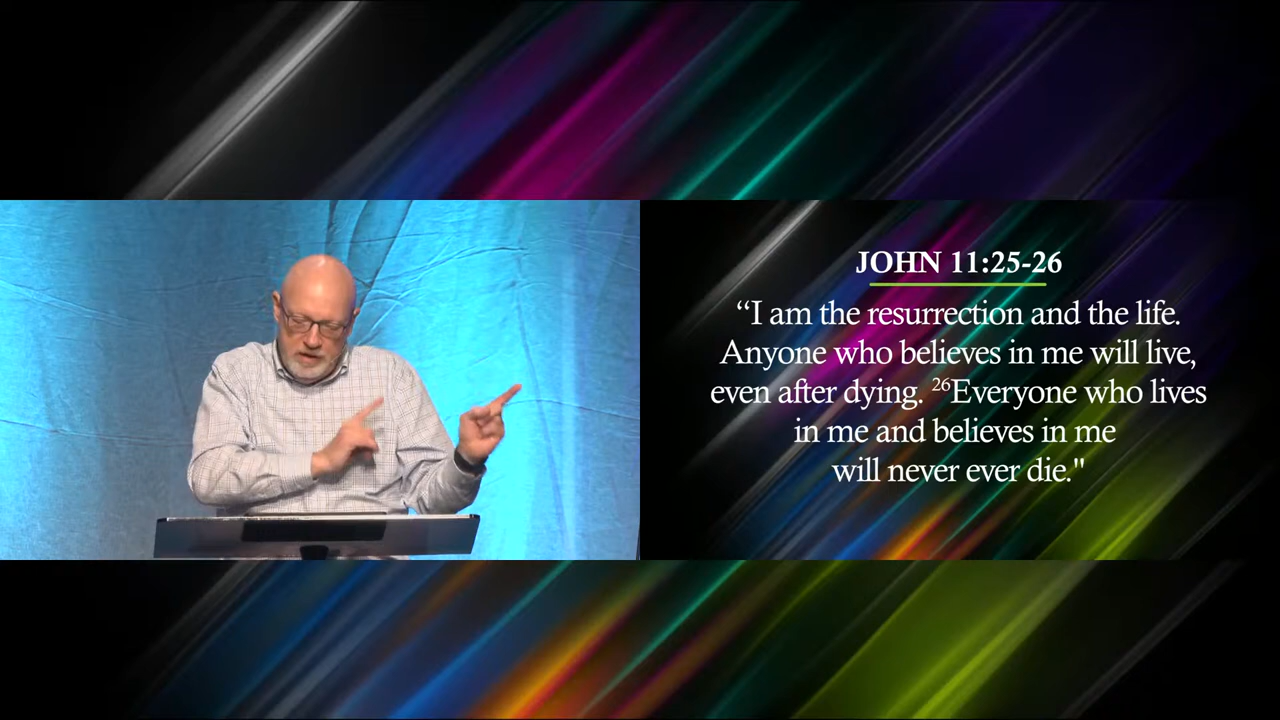 JOHN 11:25-26
“I am the resurrection and the life.
Anyone who believes in me will live,
even after dying. ²⁶Everyone who lives
in me and believes in me
will never ever die."